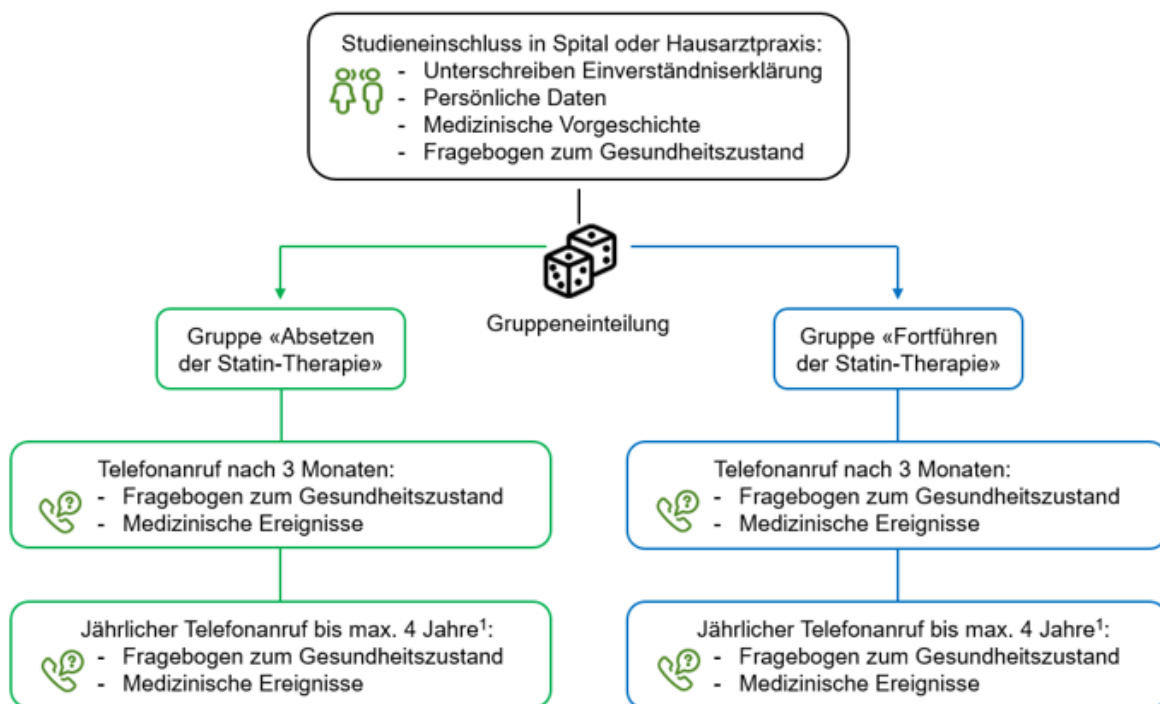 Studieneinschluss in Spital oder Hausarztpraxis:
- Unterschreiben Einverständniserklärung
- Persönliche Daten
- Medizinische Vorgeschichte
- Fragebogen zum Gesundheitszustand
Gruppeneinteilung
Gruppe «Absetzen
der Statin-Therapie»
Telefonanruf nach 3 Monaten:
- Fragebogen zum Gesundheitszustand
- Medizinische Ereignisse
Jährlicher Telefonanruf bis max. 4 Jahre¹:
- Fragebogen zum Gesundheitszustand
- Medizinische Ereignisse
Gruppe «Fortführen
der Statin-Therapie»
Telefonanruf nach 3 Monaten:
- Fragebogen zum Gesundheitszustand
- Medizinische Ereignisse
Jährlicher Telefonanruf bis max. 4 Jahre¹:
- Fragebogen zum Gesundheitszustand
- Medizinische Ereignisse